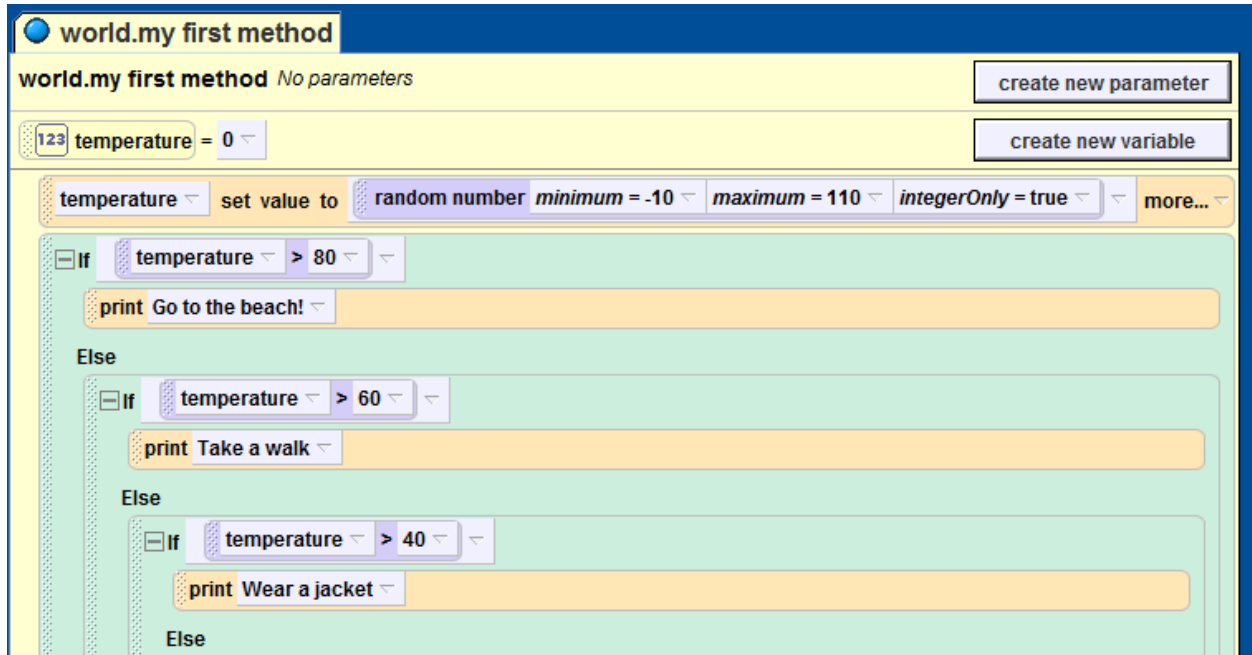 world.my first method
world.my first method No parameters create new parameter
123 temperature = 0 create new variable
temperature set value to random number minimum = -10 maximum = 110 integerOnly = true more...
If temperature > 80
print Go to the beach!
Else
If temperature > 60
print Take a walk
Else
If temperature > 40
print Wear a jacket
Else